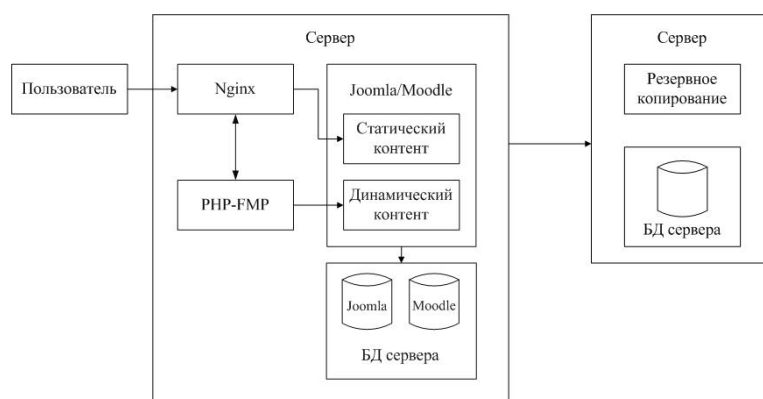 Сервер
Сервер
Пользователь
Nginx
Joomla/Moodle
Резервное
копирование
Статический
контент
PHP-FMP
Динамический
контент
БД сервера
Joomla
Moodle
БД сервера